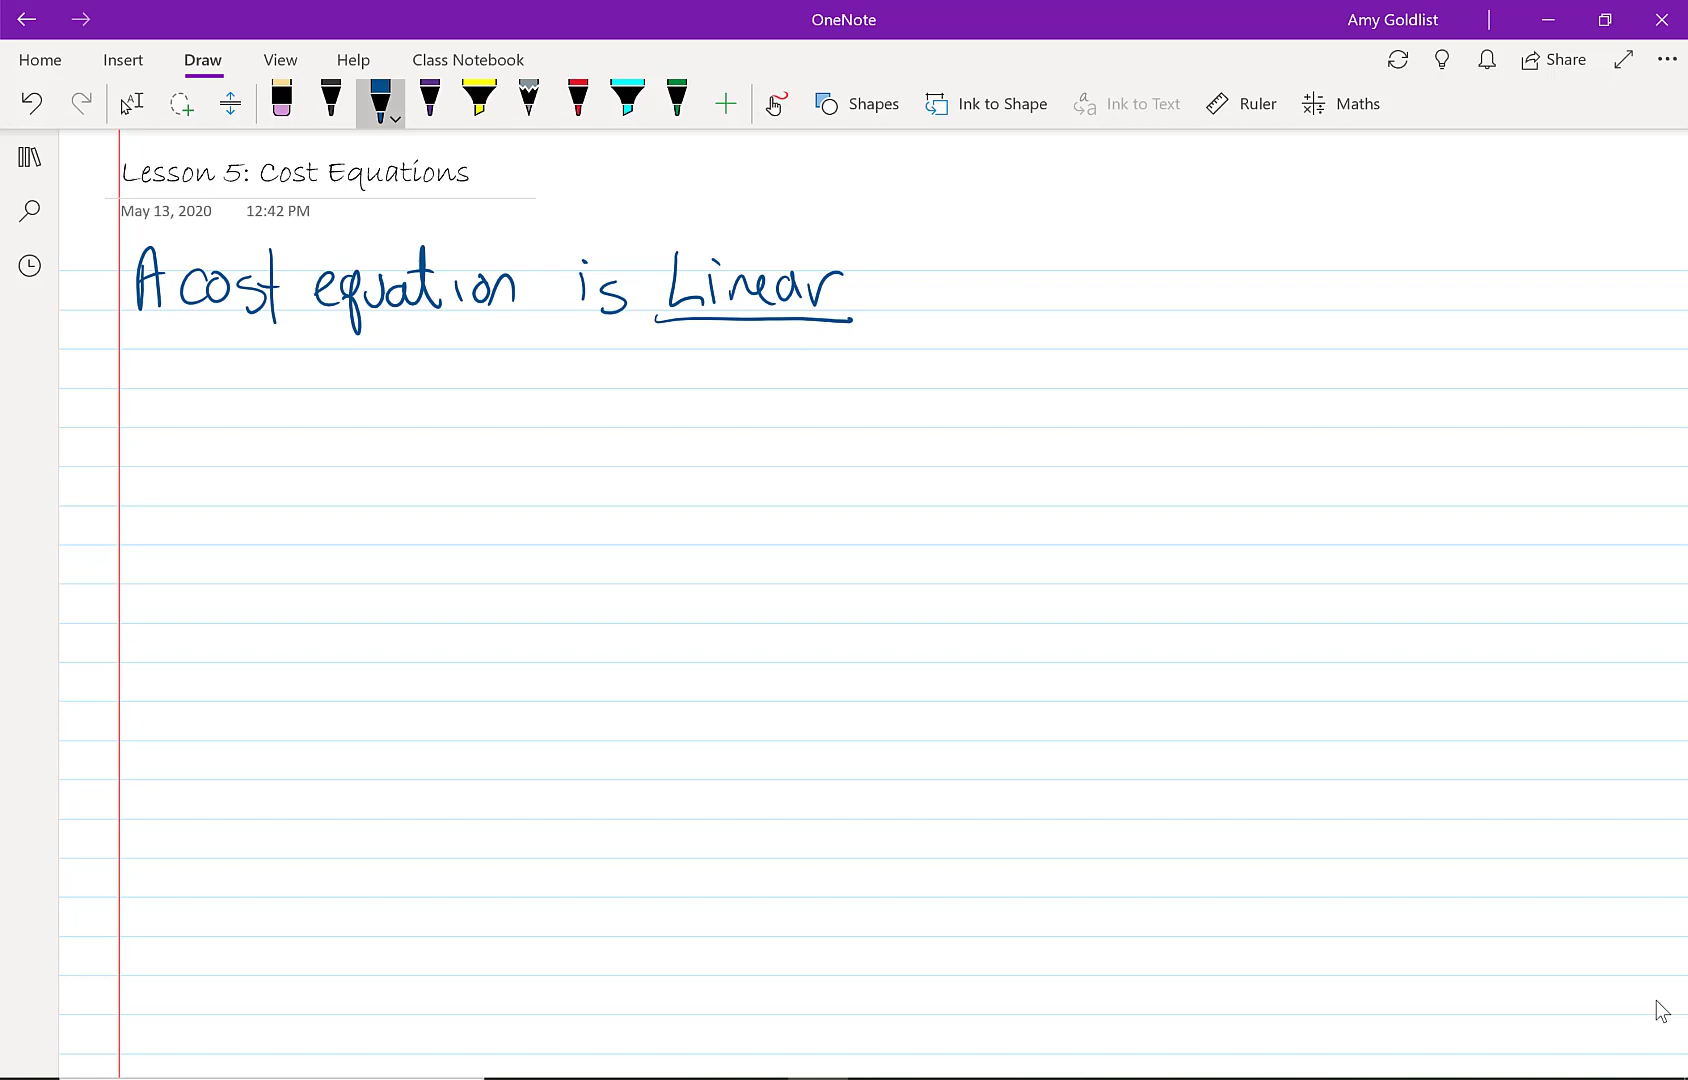 OneNote
Amy Goldlist
Home Insert Draw View Help Class Notebook
Share
Shapes Ink to Shape Ink to Text Ruler Maths
Lesson 5: Cost Equations
May 13, 2020 12:42 PM
A cost equation is Linear